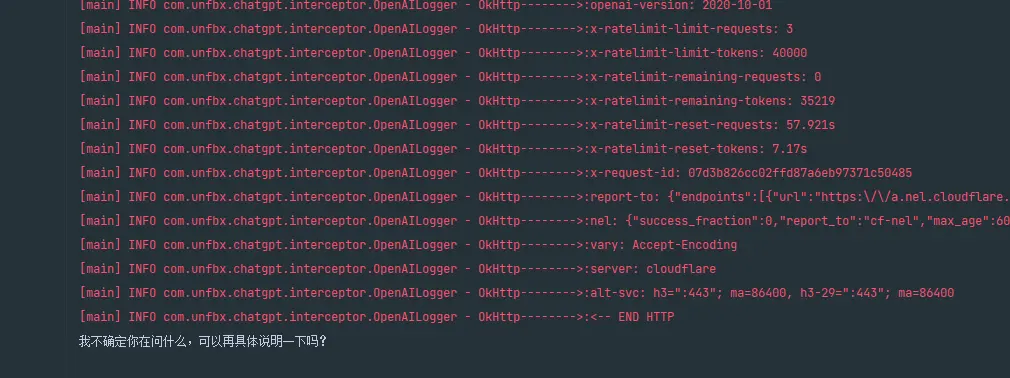 [main] INFO com.unfbx.chatgpt.interceptor.OpenAILogger - OkHttp-------->:openai-version: 2020-10-01
[main] INFO com.unfbx.chatgpt.interceptor.OpenAILogger - OkHttp-------->:x-ratelimit-limit-requests: 3
[main] INFO com.unfbx.chatgpt.interceptor.OpenAILogger - OkHttp-------->:x-ratelimit-limit-tokens: 40000
[main] INFO com.unfbx.chatgpt.interceptor.OpenAILogger - OkHttp-------->:x-ratelimit-remaining-requests: 0
[main] INFO com.unfbx.chatgpt.interceptor.OpenAILogger - OkHttp-------->:x-ratelimit-remaining-tokens: 35219
[main] INFO com.unfbx.chatgpt.interceptor.OpenAILogger - OkHttp-------->:x-ratelimit-reset-requests: 57.921s
[main] INFO com.unfbx.chatgpt.interceptor.OpenAILogger - OkHttp-------->:x-ratelimit-reset-tokens: 7.17s
[main] INFO com.unfbx.chatgpt.interceptor.OpenAILogger - OkHttp-------->:x-request-id: 07d3b826cc02ffd87a6eb97371c50485
[main] INFO com.unfbx.chatgpt.interceptor.OpenAILogger - OkHttp-------->:report-to: {"endpoints":[{"url":"https:\/\/a.nel.cloudflare.
[main] INFO com.unfbx.chatgpt.interceptor.OpenAILogger - OkHttp-------->:nel: {"success_fraction":0,"report_to":"cf-nel","max_age":60
[main] INFO com.unfbx.chatgpt.interceptor.OpenAILogger - OkHttp-------->:vary: Accept-Encoding
[main] INFO com.unfbx.chatgpt.interceptor.OpenAILogger - OkHttp-------->:server: cloudflare
[main] INFO com.unfbx.chatgpt.interceptor.OpenAILogger - OkHttp-------->:alt-svc: h3=":443"; ma=86400, h3-29=":443"; ma=86400
[main] INFO com.unfbx.chatgpt.interceptor.OpenAILogger - OkHttp-------->:<-- END HTTP
我不确定你在问什么，可以再具体说明一下吗？